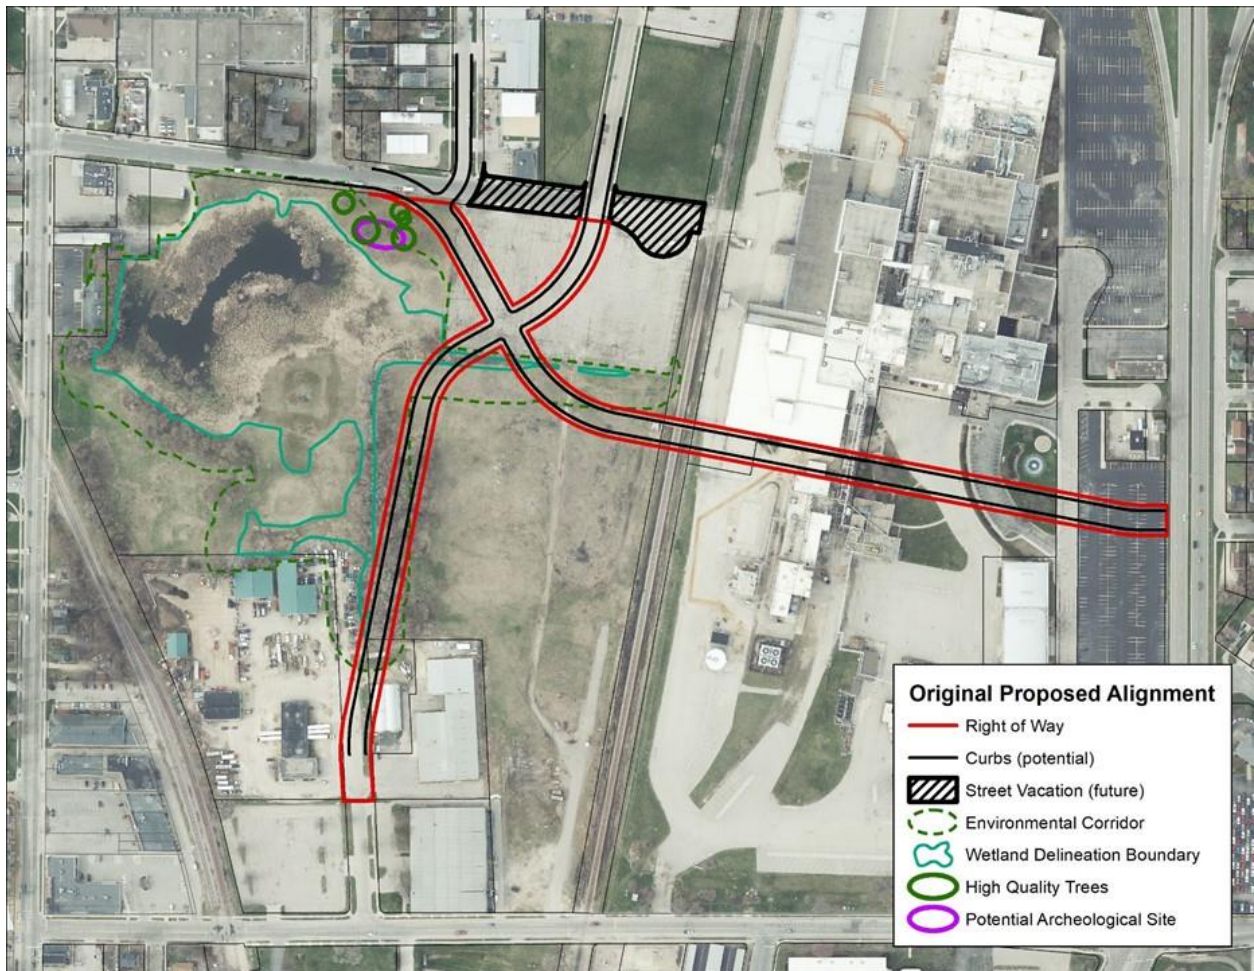 Original Proposed Alignment
Right of Way
Curbs (potential)
Street Vacation (future)
Environmental Corridor
Wetland Delineation Boundary
High Quality Trees
Potential Archeological Site